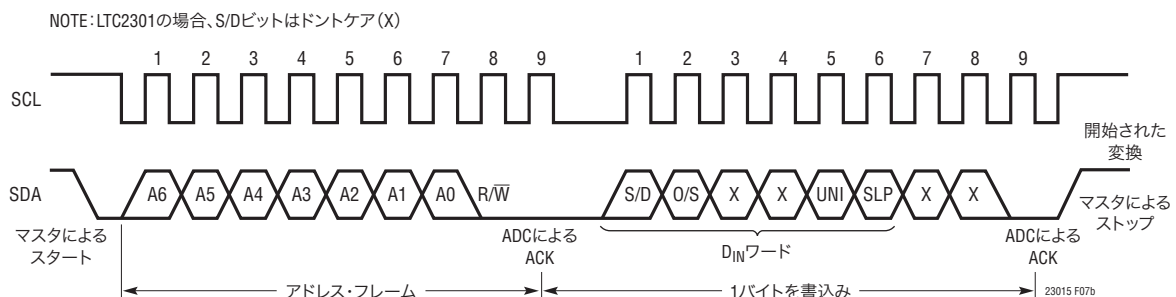 NOTE:LTC2301の場合、S/Dビットはドントケア(X)
1 2 3 4 5 6 7 8 9 1 2 3 4 5 6 7 8 9
SCL
開始された
変換
SDA A6 A5 A4 A3 A2 A1 A0 R/W̅ S/D O/S X X UNI SLP X X
マスタによる
スタート
ADCによる
ACK
DINワード
ADCによる
ACK
マスタによる
ストップ
アドレス・フレーム
1バイトを書込み
23015 F07b